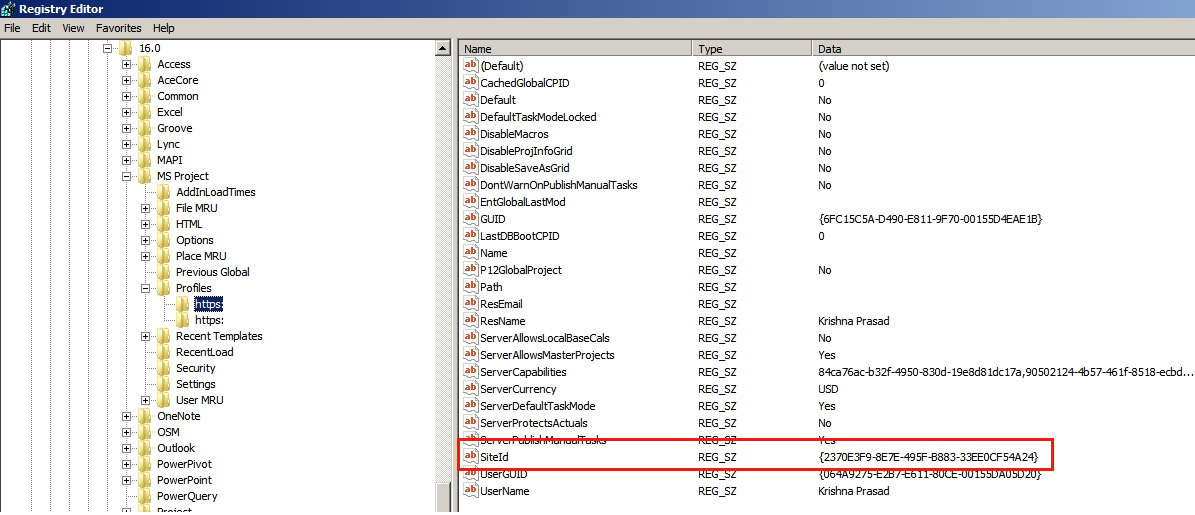 Registry Editor
File Edit View Favorites Help
16.0
Access
AceCore
Common
Excel
Groove
Lync
MAPI
MS Project
AddInLoadTimes
File MRU
HTML
Options
Place MRU
Previous Global
Profiles
https:
https:
Recent Templates
RecentLoad
Security
Settings
User MRU
OneNote
OSM
Outlook
PowerPivot
PowerPoint
PowerQuery
Project
Name Type Data
(Default) REG_SZ (value not set)
CachedGlobalCPID REG_SZ 0
Default REG_SZ No
DefaultTaskModeLocked REG_SZ No
DisableMacros REG_SZ No
DisableProjInfoGrid REG_SZ No
DisableSaveAsGrid REG_SZ No
DontWarnOnPublishManualTasks REG_SZ No
EntGlobalLastMod REG_SZ
GUID REG_SZ {6FC15C5A-D490-E811-9F70-00155D4EAE1B}
LastDBBootCPID REG_SZ 0
Name REG_SZ
P12GlobalProject REG_SZ No
Path REG_SZ
ResEmail REG_SZ
ResName REG_SZ Krishna Prasad
ServerAllowsLocalBaseCals REG_SZ No
ServerAllowsMasterProjects REG_SZ Yes
ServerCapabilities REG_SZ 84ca76ac-b32f-4950-830d-19e8d81dc17a,90502124-4b57-461f-8518-ecbd...
ServerCurrency REG_SZ USD
ServerDefaultTaskMode REG_SZ Yes
ServerProtectsActuals REG_SZ No
ServerPublishManualTasks REG_SZ Yes
SiteId REG_SZ {2370E3F9-8E7E-495F-B883-33EE0CF54A24}
UserGUID REG_SZ {064A9275-E2B7-E611-80CE-00155DA05D20}
UserName REG_SZ Krishna Prasad